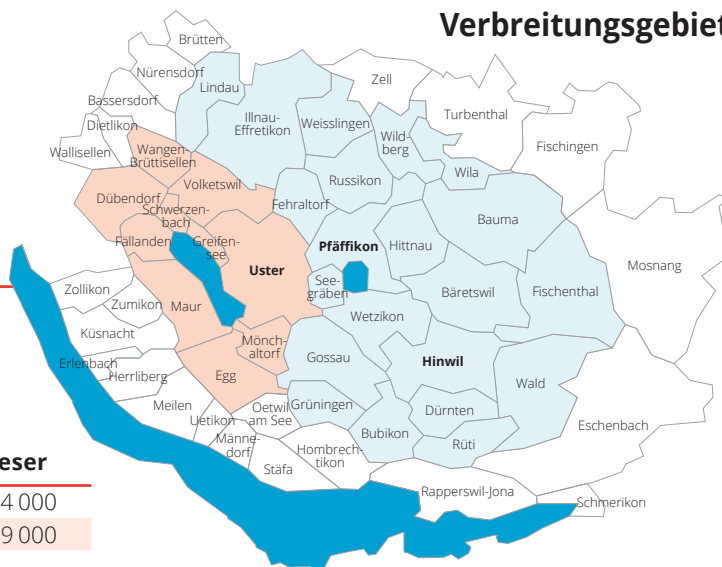 Verbreitungsgebiet
Brütten
Nürensdorf
Lindau
Zell
Bassersdorf
Turbenthal
Dietlikon
Illnau-
Effretikon
Weisslingen
Wild-
berg
Fischingen
Wallisellen
Wangen-
Brüttisellen
Wila
Volketswil
Russikon
Dübendorf
Fehraltorf
Schwerzen-
bach
Bauma
Fällanden
Greifen-
see
Pfäffikon
Hittnau
Uster
Mosnang
Zollikon
See-
gräben
Bäretswil
Fischenthal
Zumikon
Maur
Wetzikon
Küsnacht
Mönch-
altorf
Gossau
Hinwil
Erlenbach
Herrliberg
Egg
Wald
Meilen
Oetwil
am See
Grüningen
Dürnten
Uetikon
Eschenbach
Männe-
dorf
Bubikon
Rüti
Hombrech-
tikon
Stäfa
eser
4 000
9 000
Rapperswil-Jona
Schmerikon